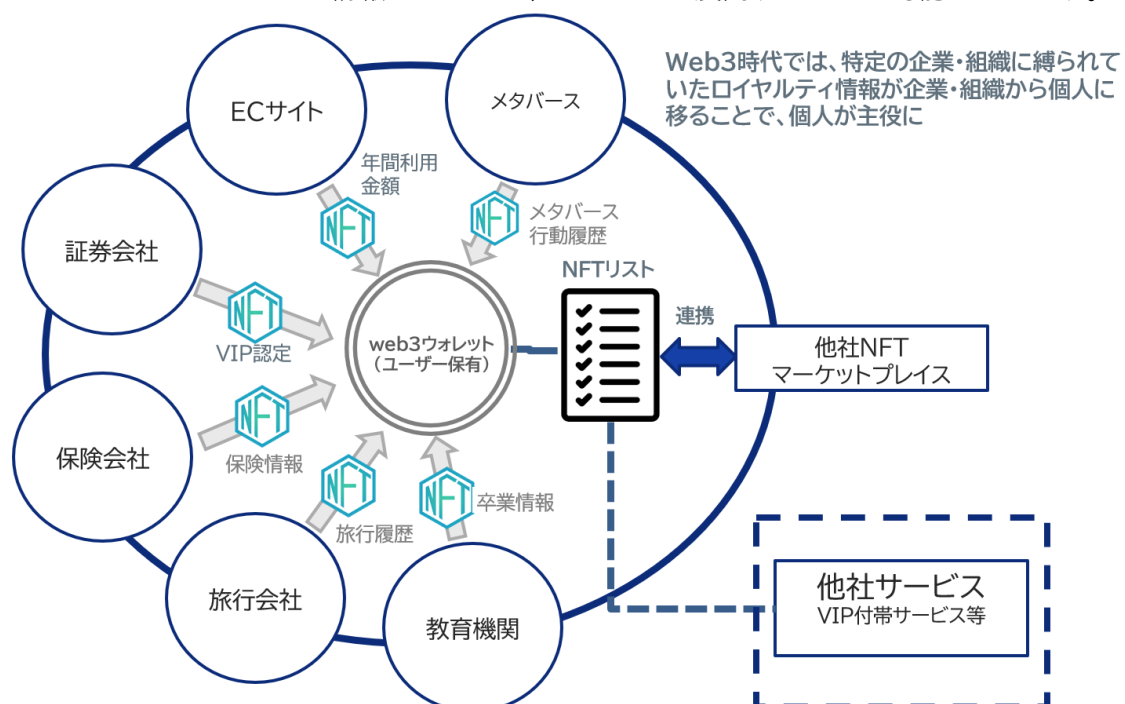 Web3時代では、特定の企業・組織に縛られて
いたロイヤルティ情報が企業・組織から個人に
移ることで、個人が主役に
ECサイト
メタバース
年間利用
金額
NFT
NFT
メタバース
行動履歴
証券会社
NFT
VIP認定
NFTリスト
連携
web3ウォレット
（ユーザー保有）
他社NFT
マーケットプレイス
保険会社
NFT
保険情報
NFT
旅行履歴
NFT
卒業情報
旅行会社
教育機関
他社サービス
VIP付帯サービス等